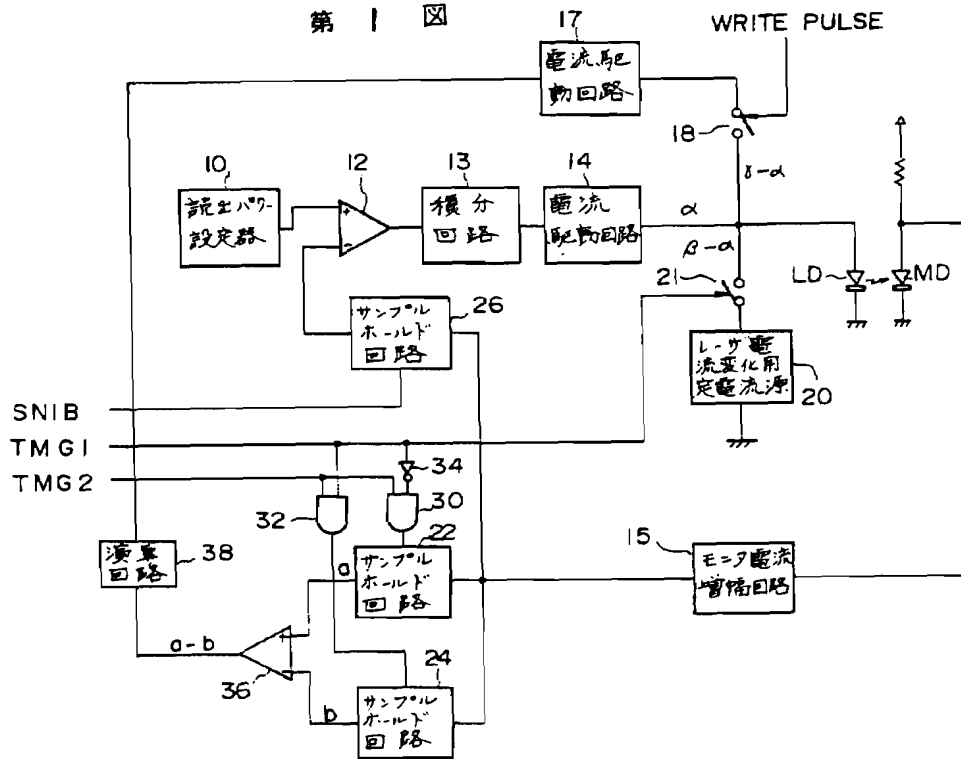 第 1 図
17
WRITE PULSE
電流駆
動回路
18
γ-α
10
読出パワー
設定器
12
+
-
13
積分
回路
14
電流
駆動回路
α
β-α
21
LD
MD
サンプル
ホールド
回路
26
レーザ電
流変化用
定電流源
20
SNIB
TMG1
TMG2
34
32
30
22
サンプル
ホールド
回路
a
15
モニタ電流
増幅回路
演算
回路
38
a-b
36
24
サンプル
ホールド
回路
b